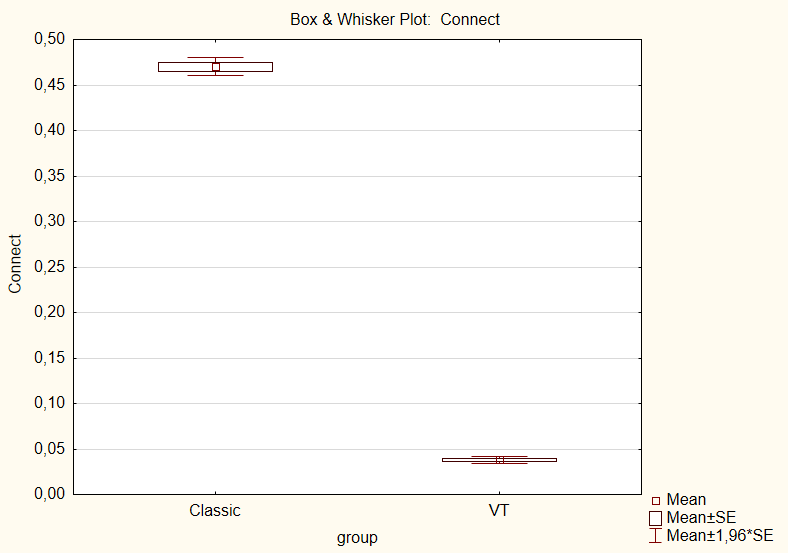 Box & Whisker Plot:  Connect
0,50
0,45
0,40
0,35
0,30
0,25
0,20
0,15
0,10
0,05
0,00
Connect
Classic
VT
group
Mean
Mean±SE
Mean±1,96*SE